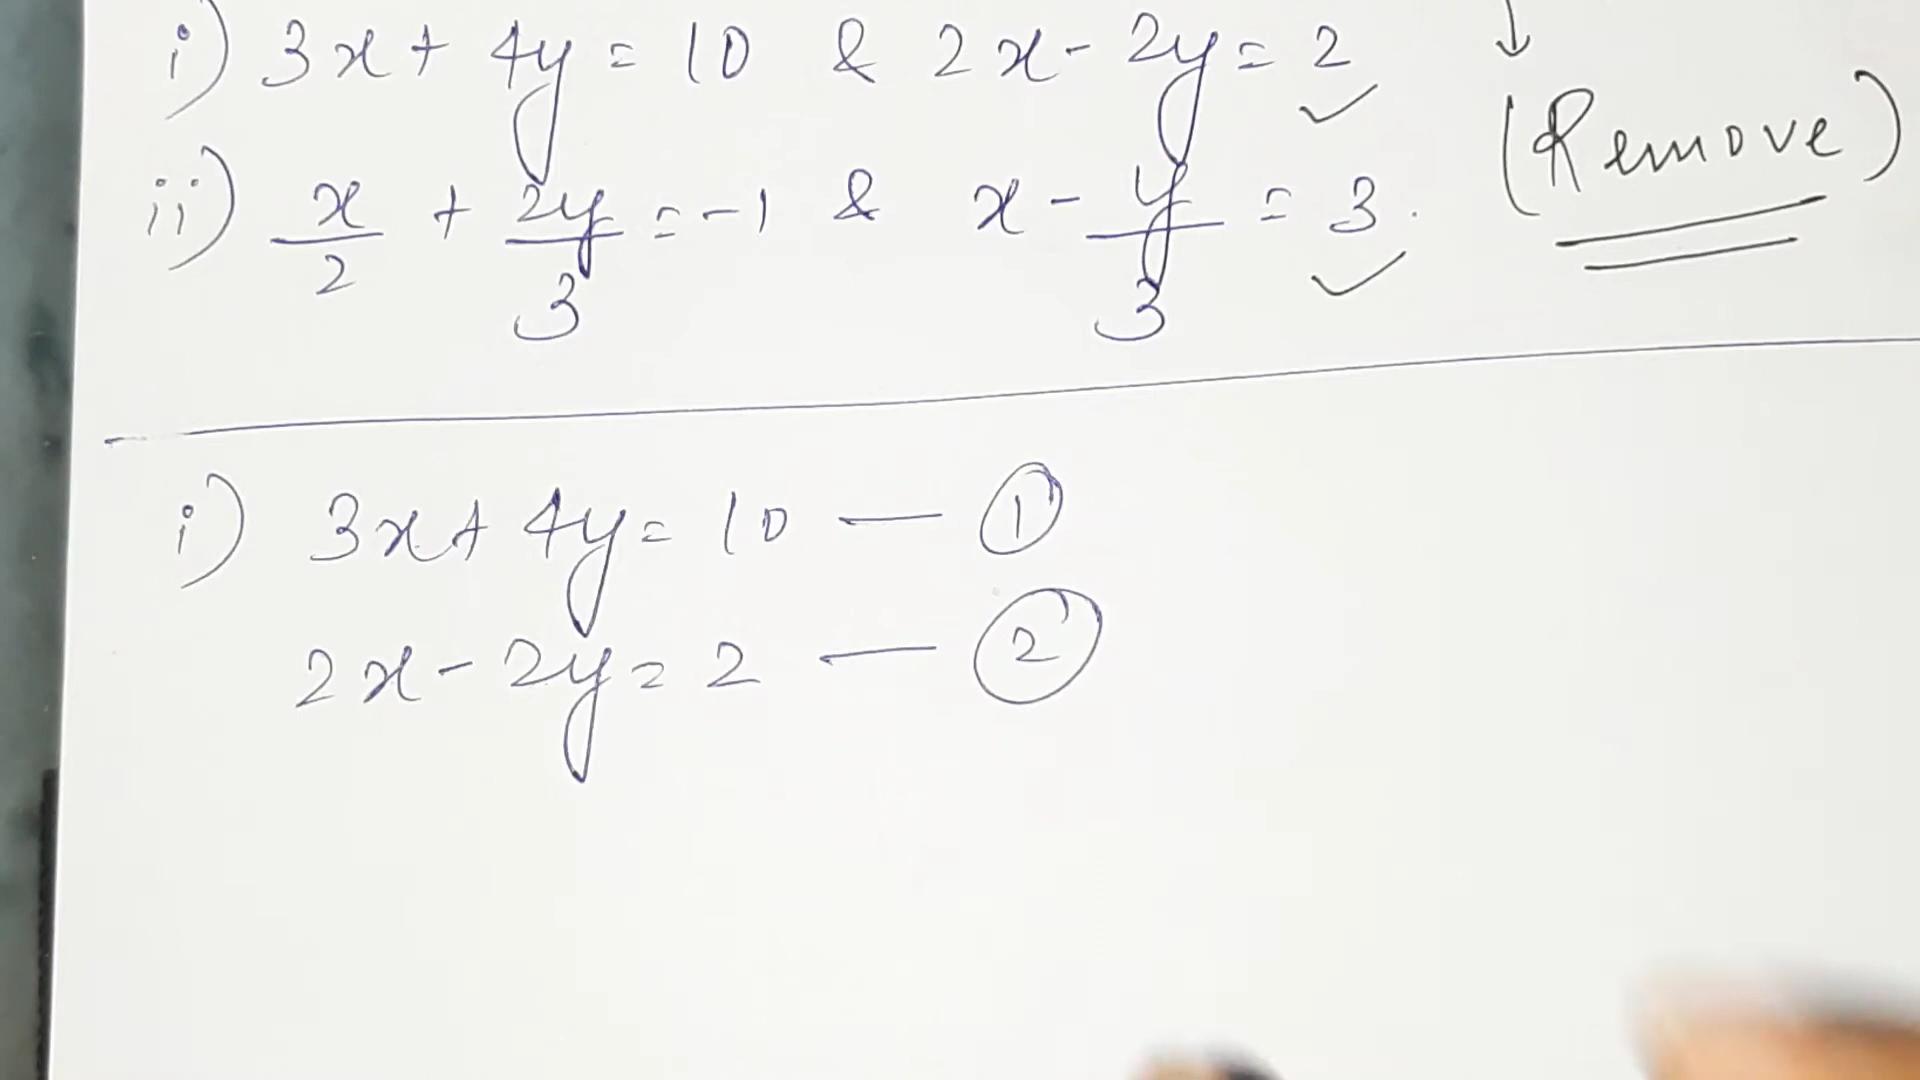 i) 3x + 4y = 10 & 2x - 2y = 2 ✓
(Remove)
ii) x/2 + 2y/3 = -1 & x - y/3 = 3. ✓
i) 3x + 4y = 10 — ①
2x - 2y = 2 — ②